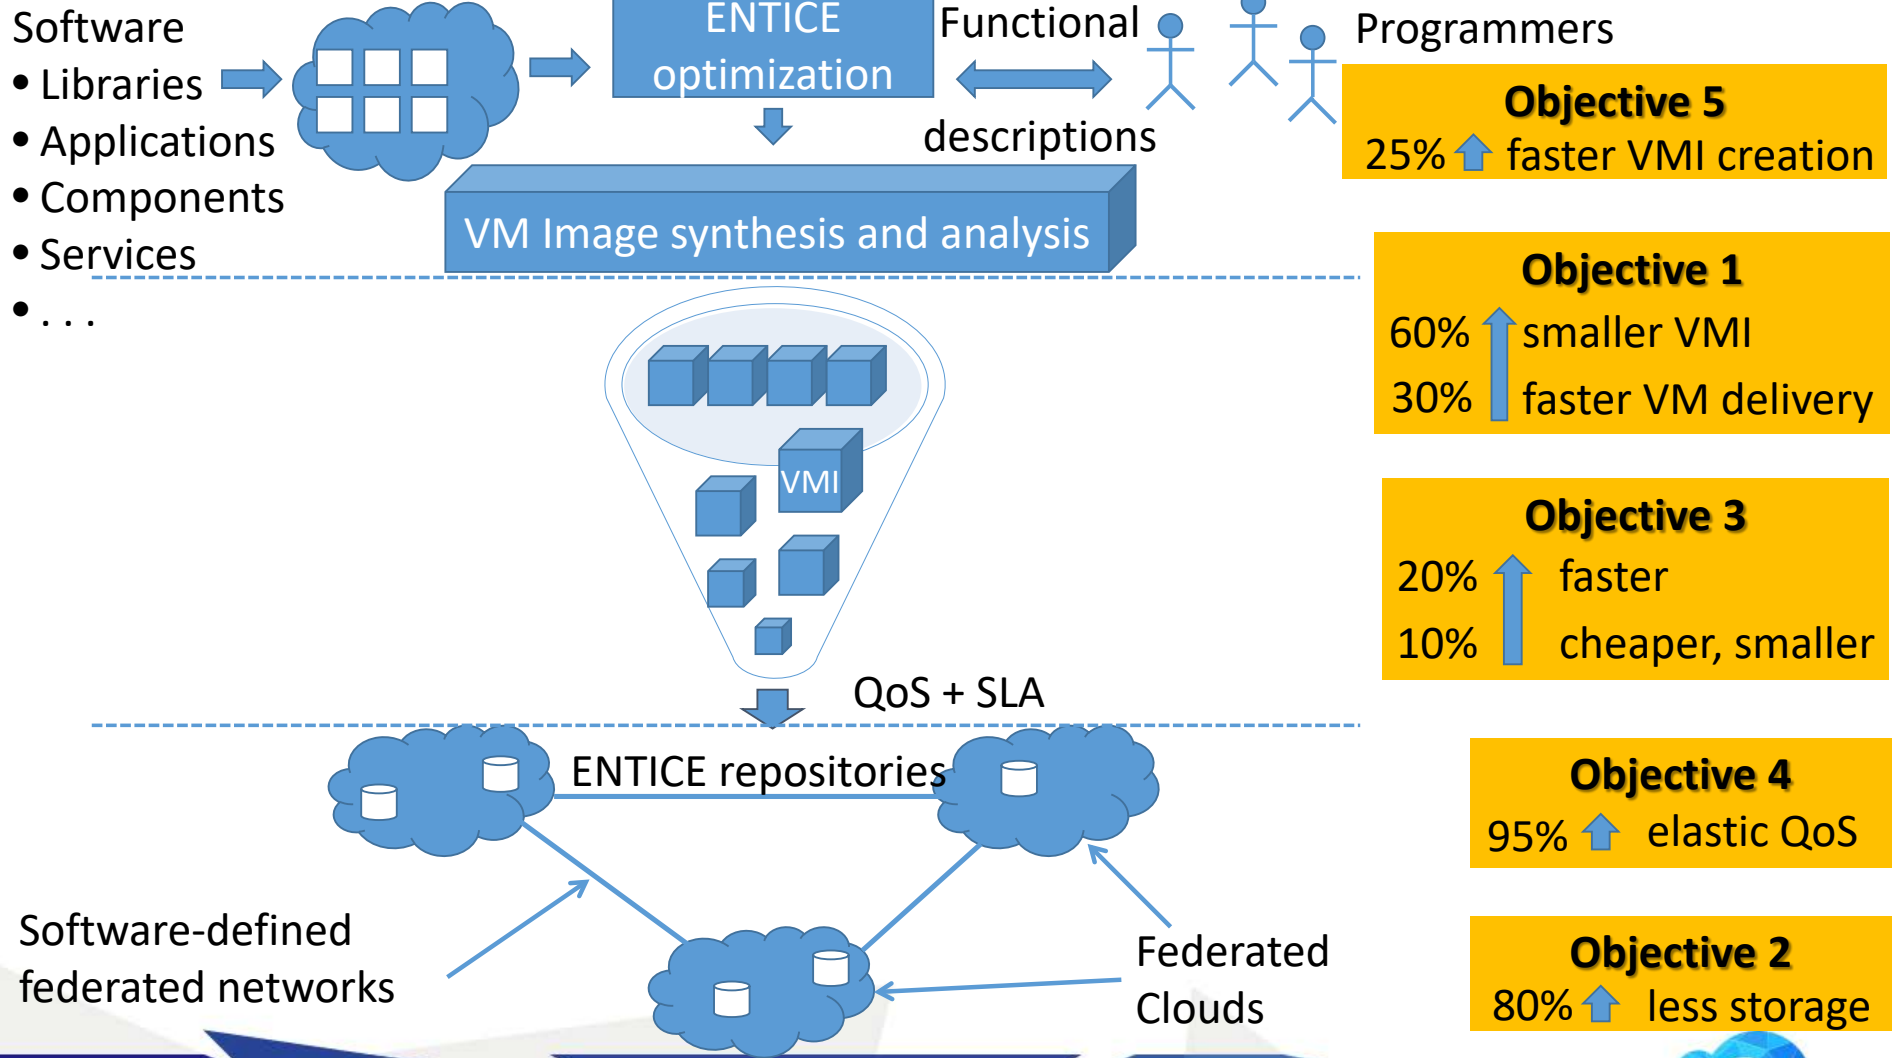 Software
• Libraries
• Applications
• Components
• Services
• . . .
ENTICE
optimization
Functional
descriptions
Programmers
VM Image synthesis and analysis
VMI
QoS + SLA
ENTICE repositories
Software-defined
federated networks
Federated
Clouds
Objective 5
25% faster VMI creation
Objective 1
60% smaller VMI
30% faster VM delivery
Objective 3
20% faster
10% cheaper, smaller
Objective 4
95% elastic QoS
Objective 2
80% less storage